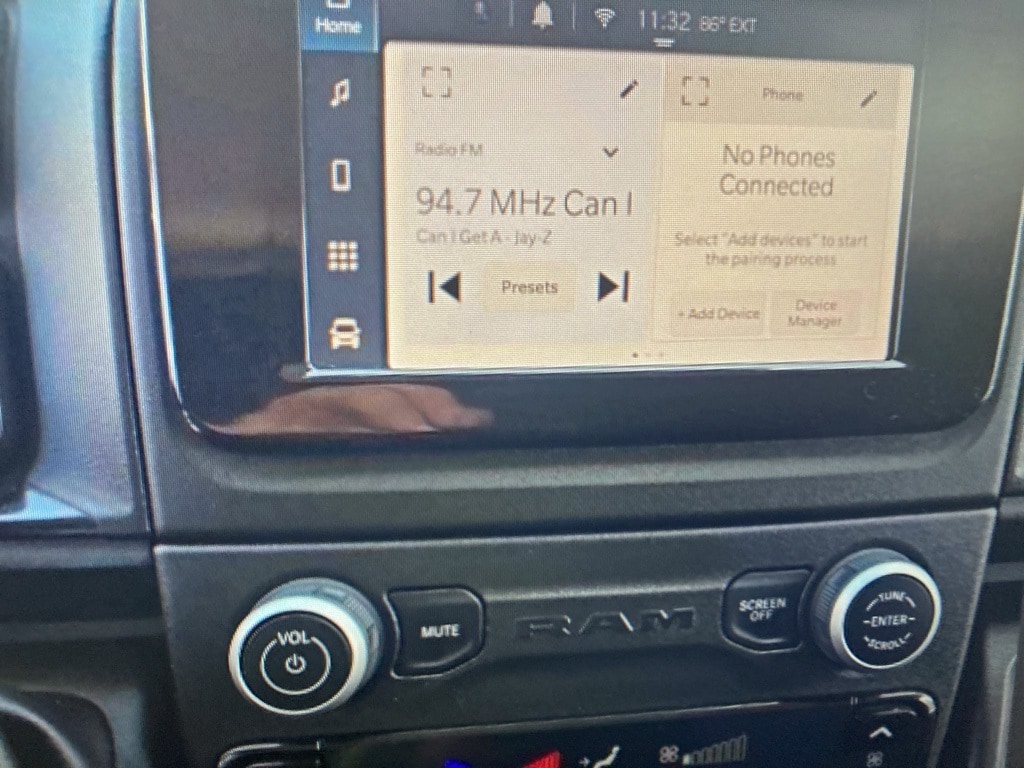 Home
11:32 86° EXT
Radio FM
94.7 MHz Can I
Can I Get A - Jay-Z
Presets
Phone
No Phones
Connected
Select "Add devices" to start
the pairing process
+ Add Device
Device
Manager
VOL
MUTE
RAM
SCREEN
OFF
TUNE
ENTER
SCROLL